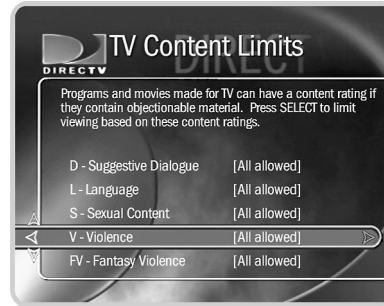 DIRECT
TV Content Limits
DIRECTV
Programs and movies made for TV can have a content rating if
they contain objectionable material. Press SELECT to limit
viewing based on these content ratings.
D - Suggestive Dialogue [All allowed]
L - Language [All allowed]
S - Sexual Content [All allowed]
V - Violence [All allowed]
FV - Fantasy Violence [All allowed]